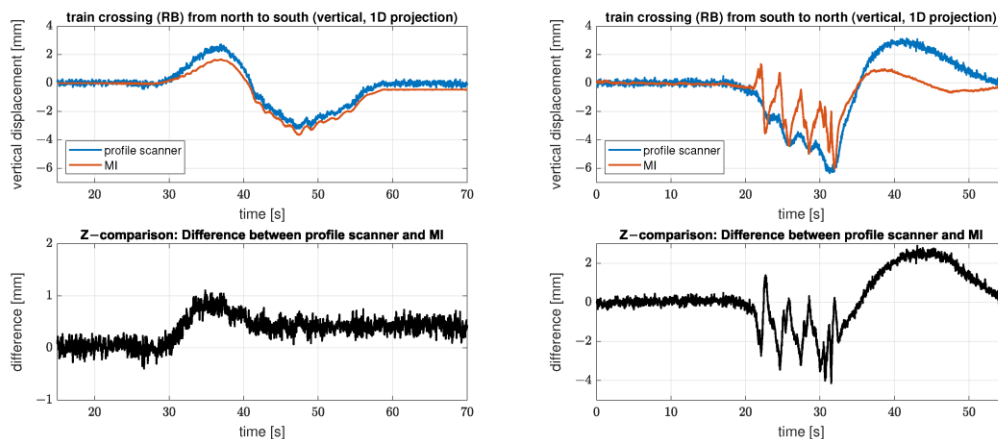 train crossing (RB) from north to south (vertical, 1D projection)
vertical displacement [mm]
4
2
0
−2
−4
−6
profile scanner
MI
20
30
40
50
60
70
time [s]
Z−comparison: Difference between profile scanner and MI
difference [mm]
2
1
0
−1
20
30
40
50
60
70
time [s]
train crossing (RB) from south to north (vertical, 1D projection)
vertical displacement [mm]
4
2
0
−2
−4
−6
profile scanner
MI
0
10
20
30
40
50
time [s]
Z−comparison: Difference between profile scanner and MI
difference [mm]
2
0
−2
−4
0
10
20
30
40
50
time [s]